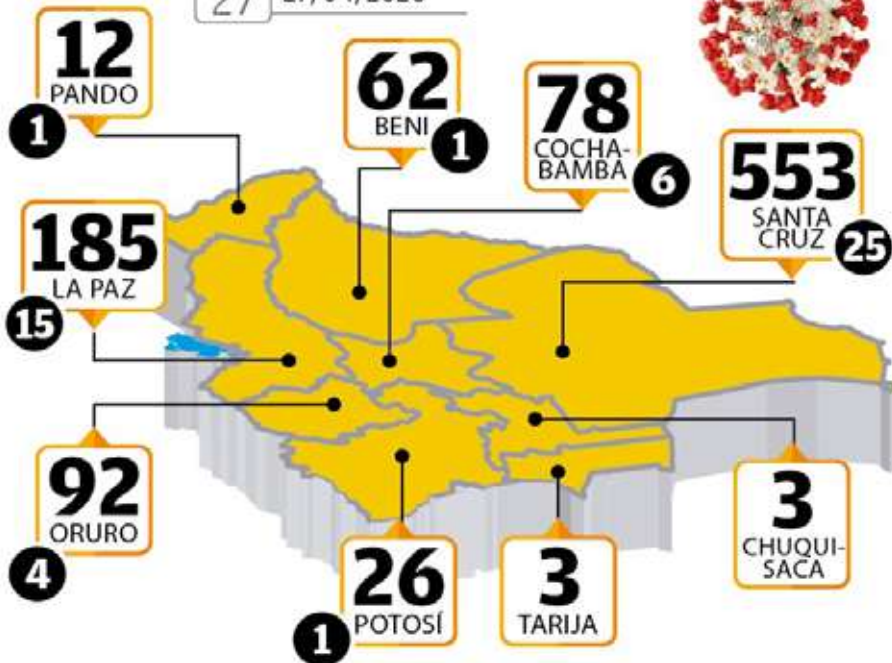 27
12
PANDO
1
62
BENI
1
78
COCHA-
BAMBA
6
553
SANTA
CRUZ
25
185
LA PAZ
15
92
ORURO
4
26
POTOSÍ
1
3
TARIJA
3
CHUQUI-
SACA